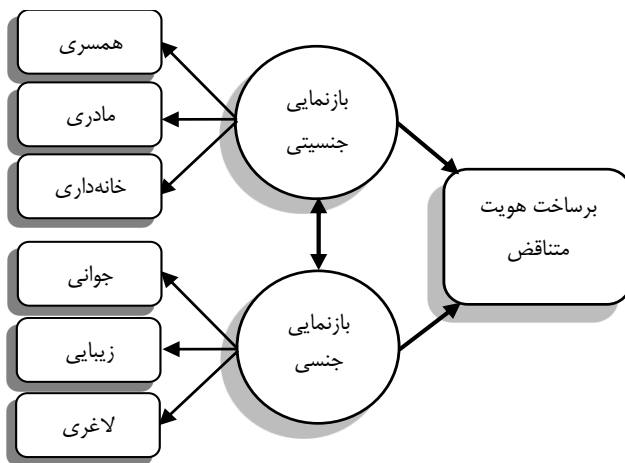 همسری
مادری
خانه‌داری
بازنمایی
جنسیتی
برساخت هویت
متناقض
جوانی
زیبایی
لاغری
بازنمایی
جنسی